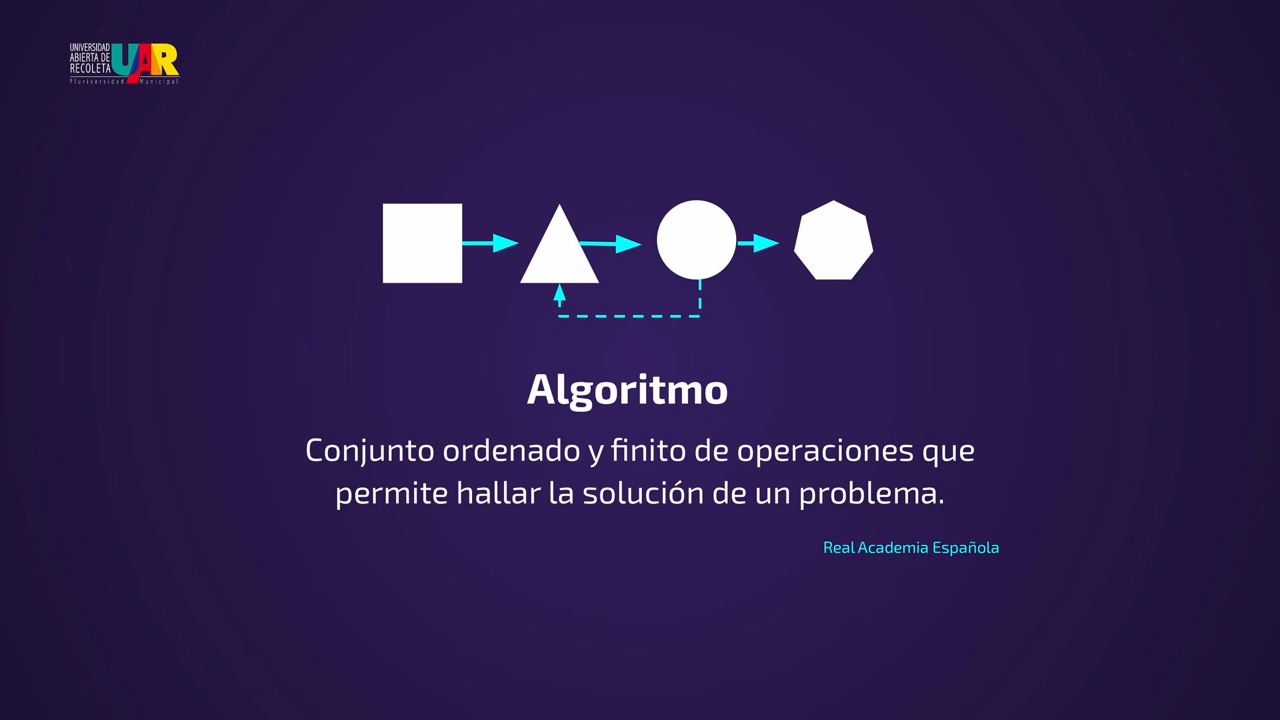 UNIVERSIDAD
ABIERTA DE
RECOLETA
UAR
Pluriversidad Municipal
Algoritmo
Conjunto ordenado y finito de operaciones que
permite hallar la solución de un problema.
Real Academia Española